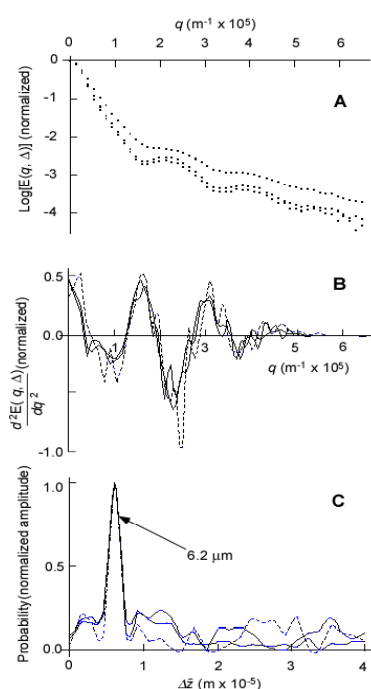 q (m⁻¹ x 10⁵)
0 1 2 3 4 5 6
A
Log[E(q, Δ)] (normalized)
0
-1
-2
-3
-4
B
d²E(q, Δ)/dq² (normalized)
0.5
0.0
-1.0
1 3 4 5 6
q (m⁻¹ x 10⁵)
C
Probability (normalized amplitude)
1.0
0.5
0.0
6.2 μm
0 1 2 3 4
Δz̄ (m x 10⁻⁵)